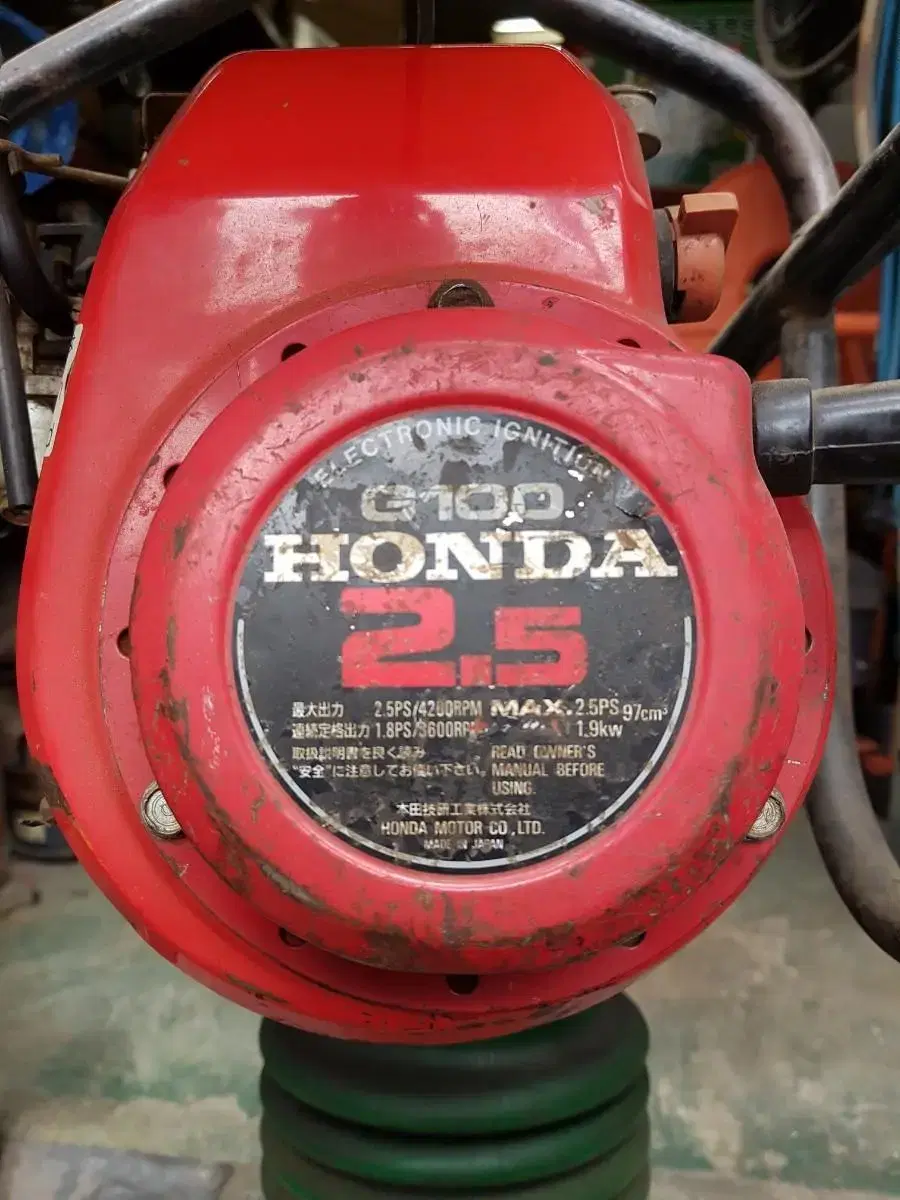 ELECTRONIC IGNITION
G100
HONDA
2.5
最大出力 2.5PS/4200RPM MAX. 2.5PS 97cm³
連続定格出力 1.8PS/3600RPM 1.9kw
取扱説明書を良く読み READ OWNER'S
"安全"に注意してお使い下さい。 MANUAL BEFORE
USING.
本田技研工業株式会社
HONDA MOTOR CO.,LTD.
MADE IN JAPAN